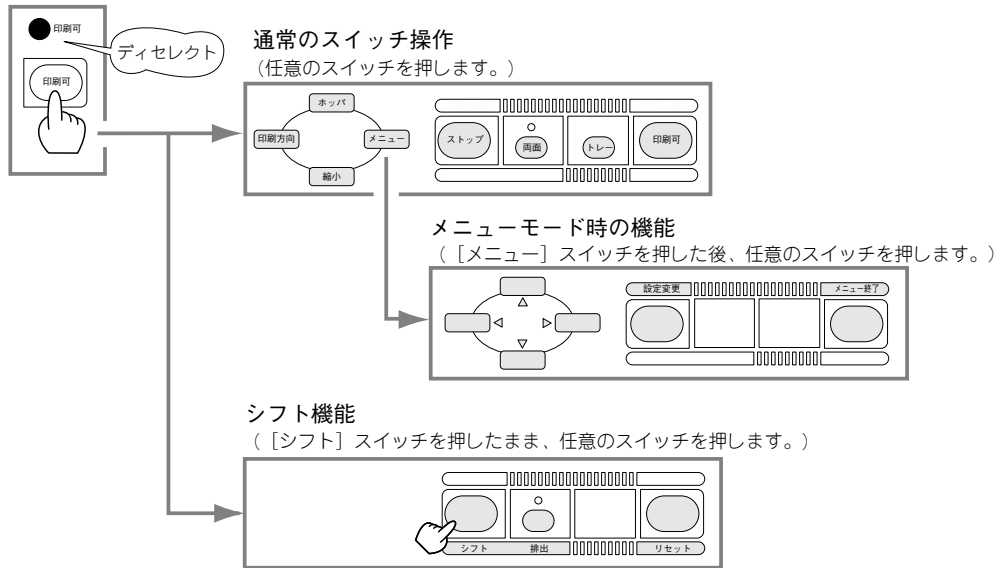 印刷可
ディセレクト
印刷可
通常のスイッチ操作
（任意のスイッチを押します。）
ホッパ
印刷方向
メニュー
縮小
ストップ
両面
トレー
印刷可
メニューモード時の機能
（［メニュー］スイッチを押した後、任意のスイッチを押します。）
設定変更
メニュー終了
シフト機能
（［シフト］スイッチを押したまま、任意のスイッチを押します。）
シフト
排出
リセット